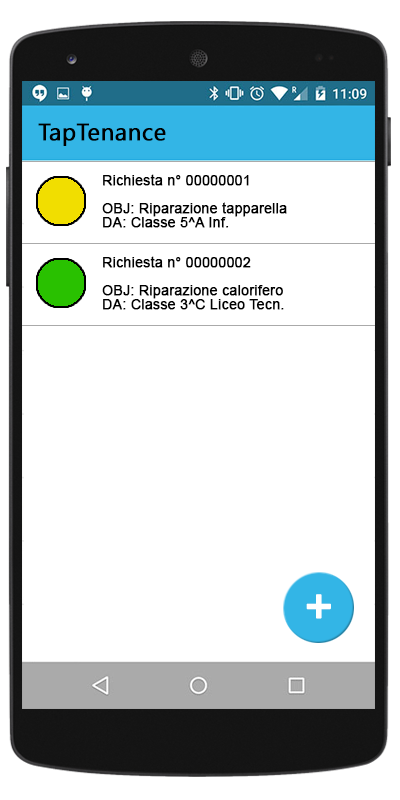 R 11:09
TapTenance
Richiesta n° 00000001
OBJ: Riparazione tapparella
DA: Classe 5^A Inf.
Richiesta n° 00000002
OBJ: Riparazione calorifero
DA: Classe 3^C Liceo Tecn.
+